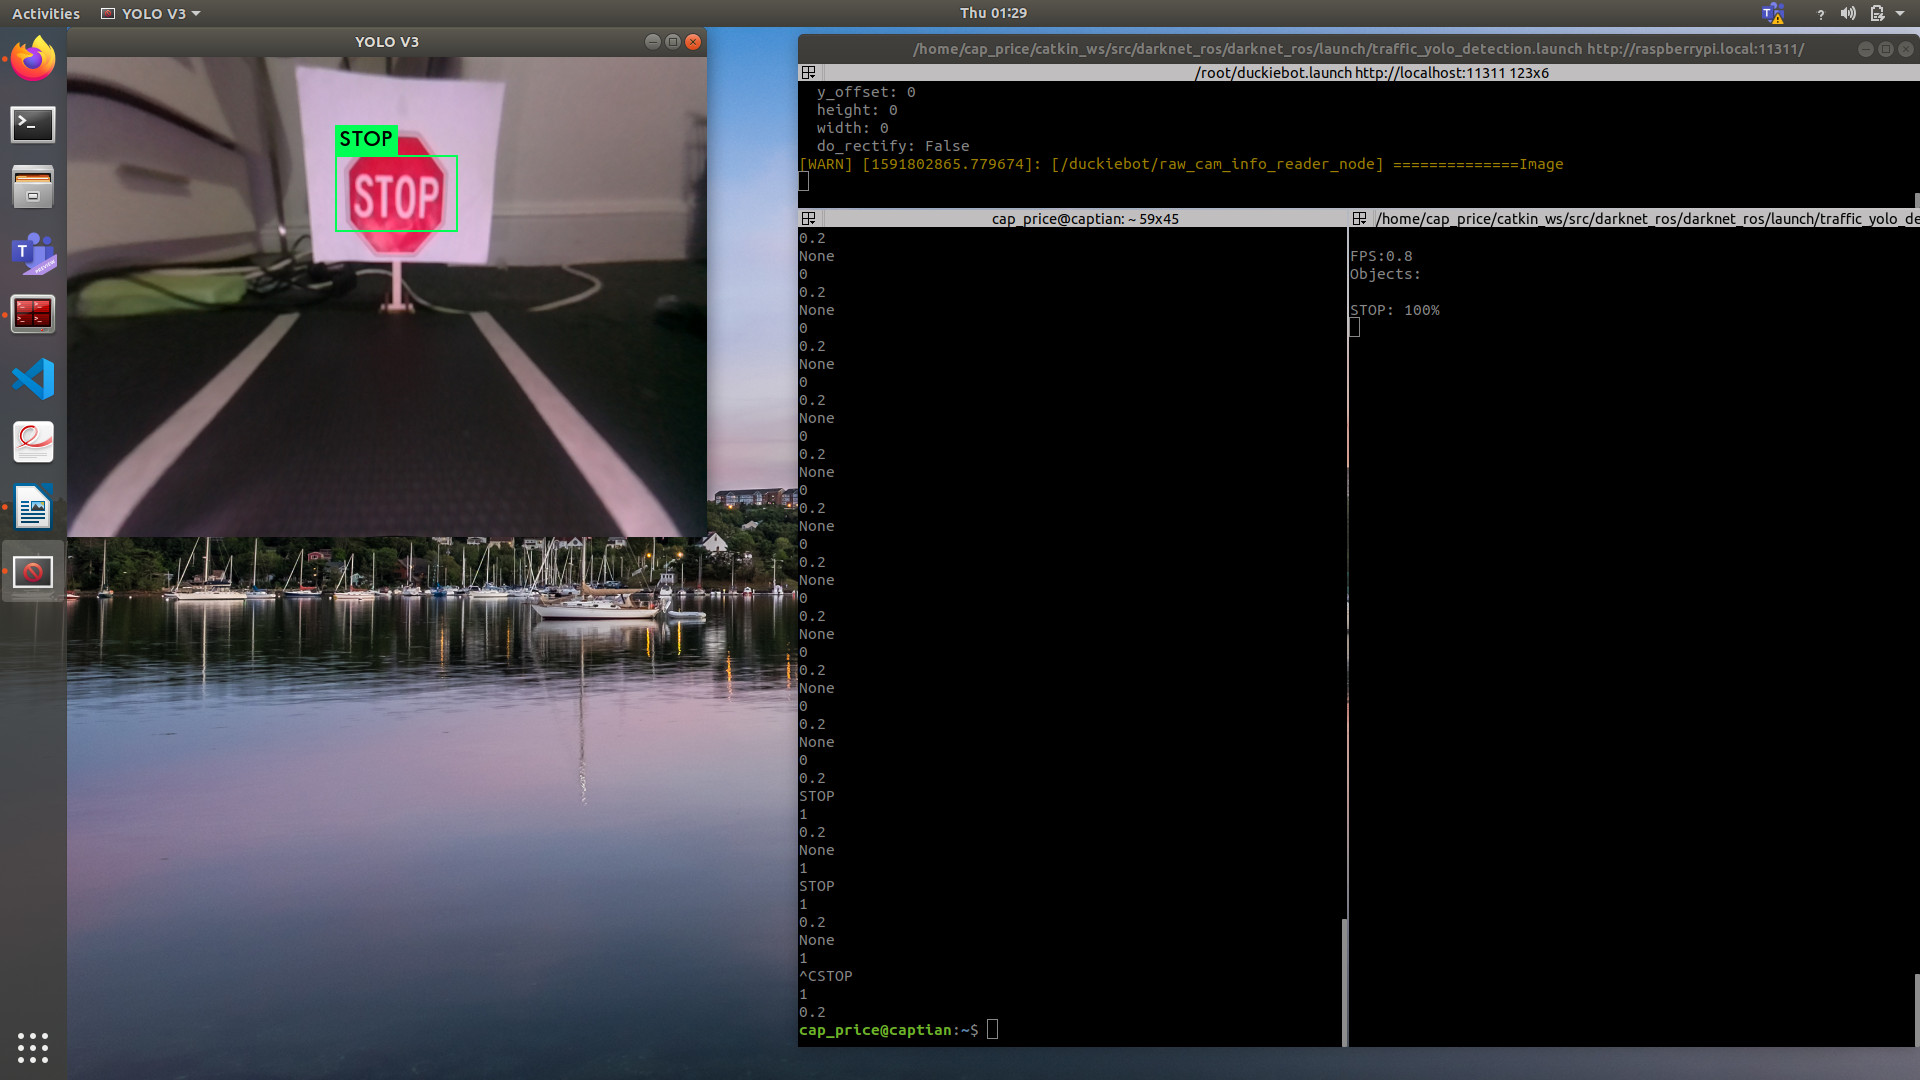 Activities
YOLO V3
Thu 01:29
YOLO V3
STOP
STOP
/home/cap_price/catkin_ws/src/darknet_ros/darknet_ros/launch/traffic_yolo_detection.launch http://raspberrypi.local:11311/
/root/duckiebot.launch http://localhost:11311 123x6
y_offset: 0
height: 0
width: 0
do_rectify: False
[WARN] [1591802865.779674]: [/duckiebot/raw_cam_info_reader_node] ==============Image
cap_price@captian: ~ 59x45
0.2
None
0
0.2
None
0
0.2
None
0
0.2
None
0
0.2
None
0
0.2
None
0
0.2
None
0
0.2
None
0
0.2
None
0
0.2
None
0
0.2
STOP
1
0.2
None
1
STOP
1
0.2
None
1
^CSTOP
1
0.2
cap_price@captian:~$
/home/cap_price/catkin_ws/src/darknet_ros/darknet_ros/launch/traffic_yolo_de
FPS:0.8
Objects:
STOP: 100%